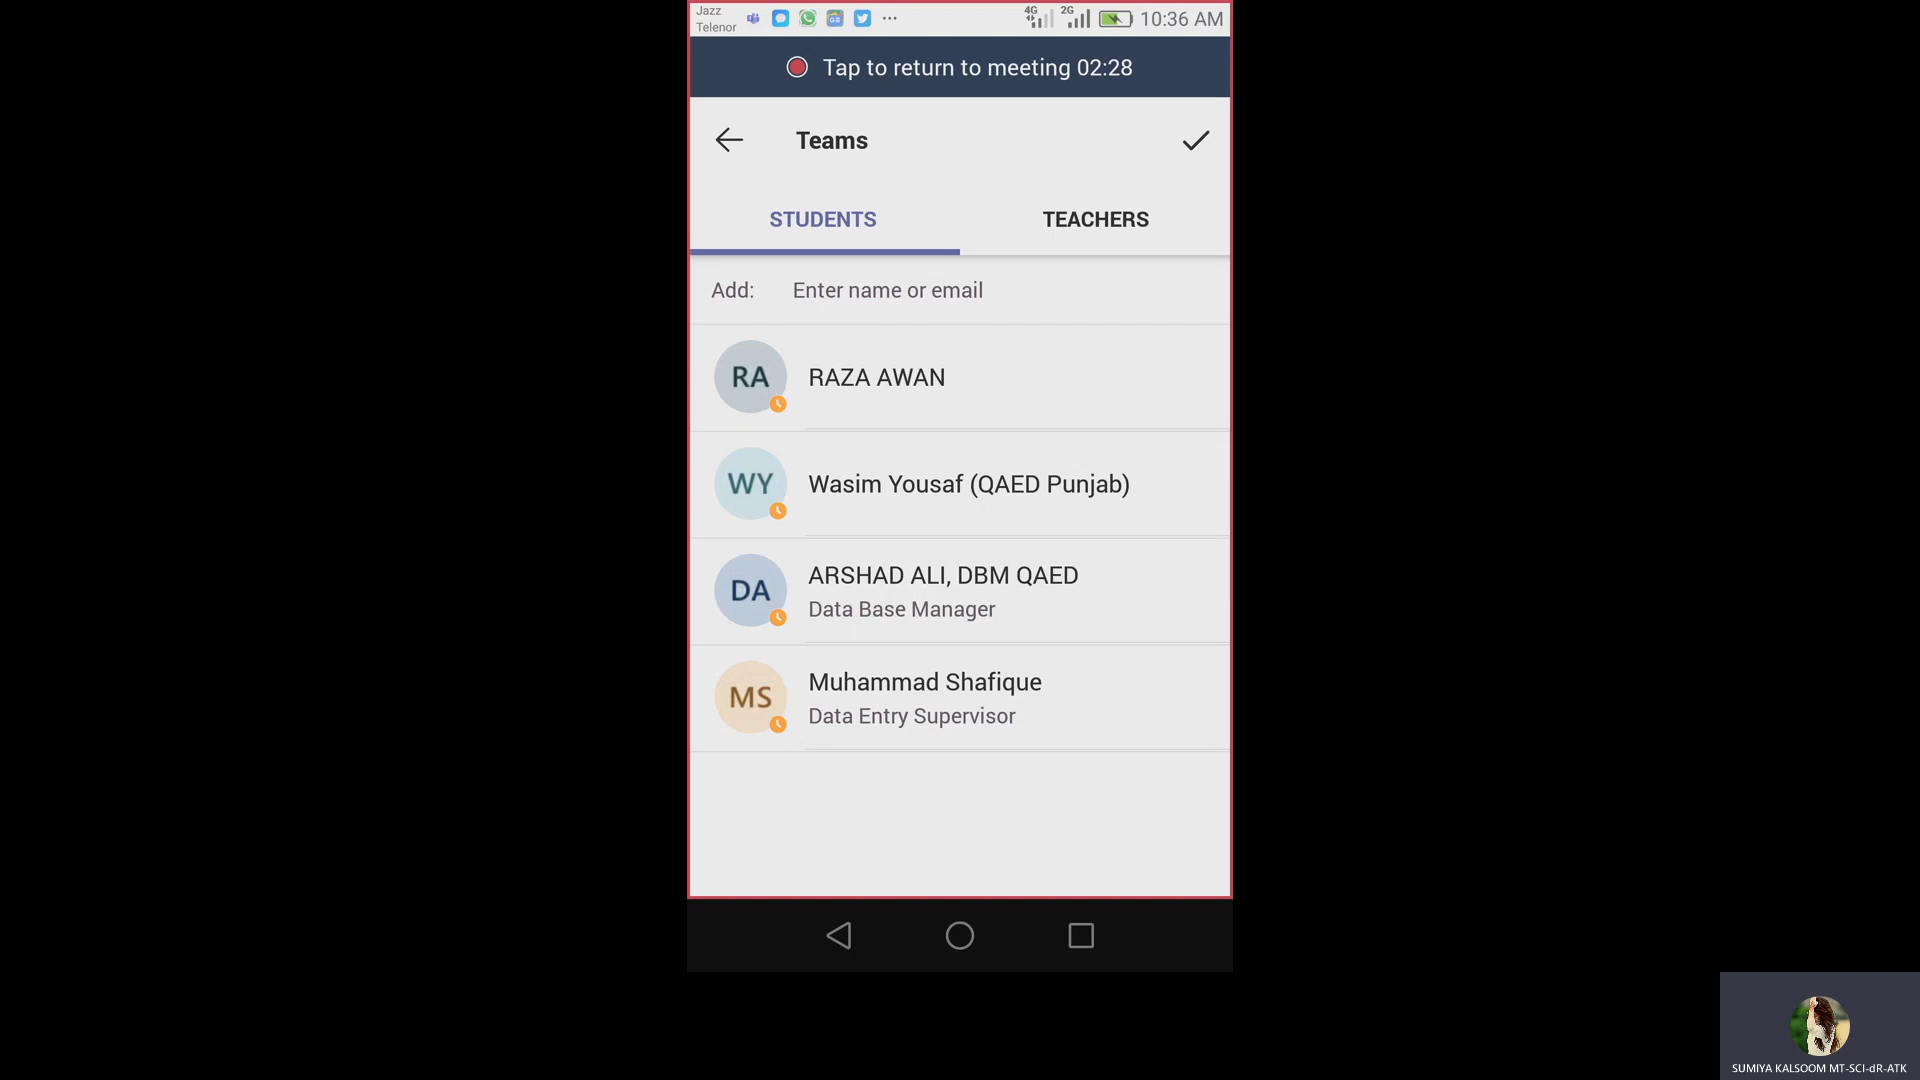 Jazz
Telenor
4G
2G
10:36 AM
Tap to return to meeting 02:28
Teams
STUDENTS
TEACHERS
Add: Enter name or email
RA
RAZA AWAN
WY
Wasim Yousaf (QAED Punjab)
DA
ARSHAD ALI, DBM QAED
Data Base Manager
MS
Muhammad Shafique
Data Entry Supervisor
SUMIYA KALSOOM MT-SCI-dR-ATK